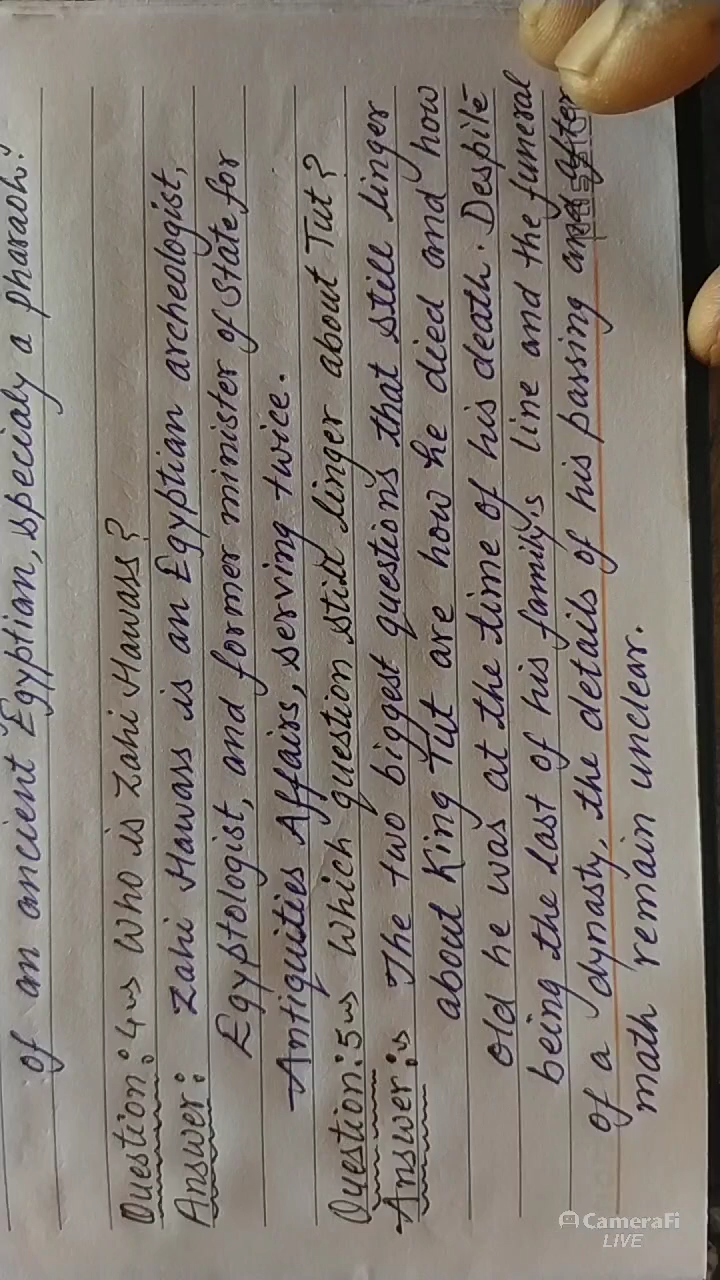 of an ancient Egyptian, specialy a pharaoh.
Question: 4 Who is Zahi Hawass?
Answer: Zahi Hawass is an Egyptian archeologist,
Egyptologist, and former minister of State for
Antiquities Affairs, serving twice.
Question: 5 Which question still linger about Tut?
Answer: The two biggest questions that still linger
about King Tut are how he died and how
old he was at the time of his death. Despite
being the last of his family,s line and the funeral
of a dynasty, the details of his passing and after
math remain unclear.
CameraFi
LIVE